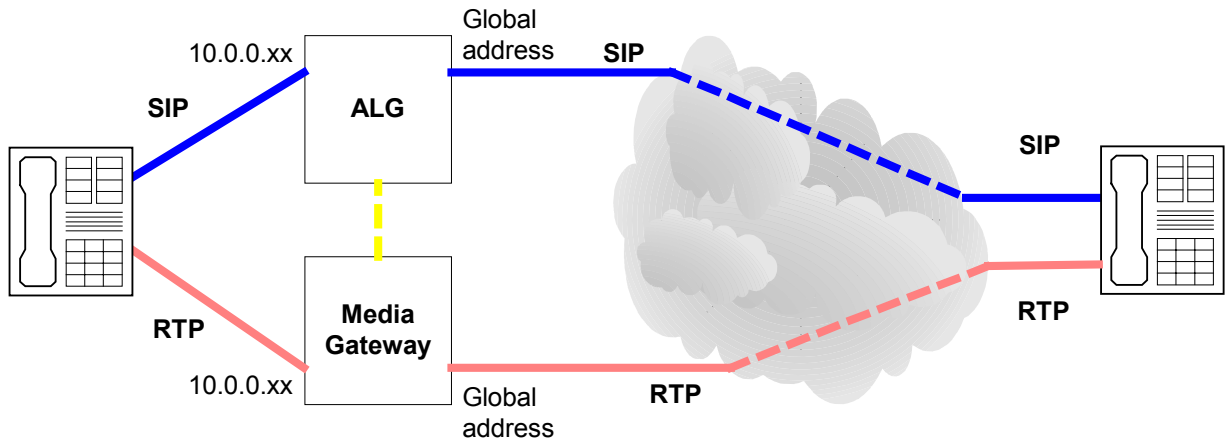 Global
address
10.0.0.xx
SIP
SIP
ALG
SIP
Media
Gateway
RTP
RTP
10.0.0.xx
RTP
Global
address